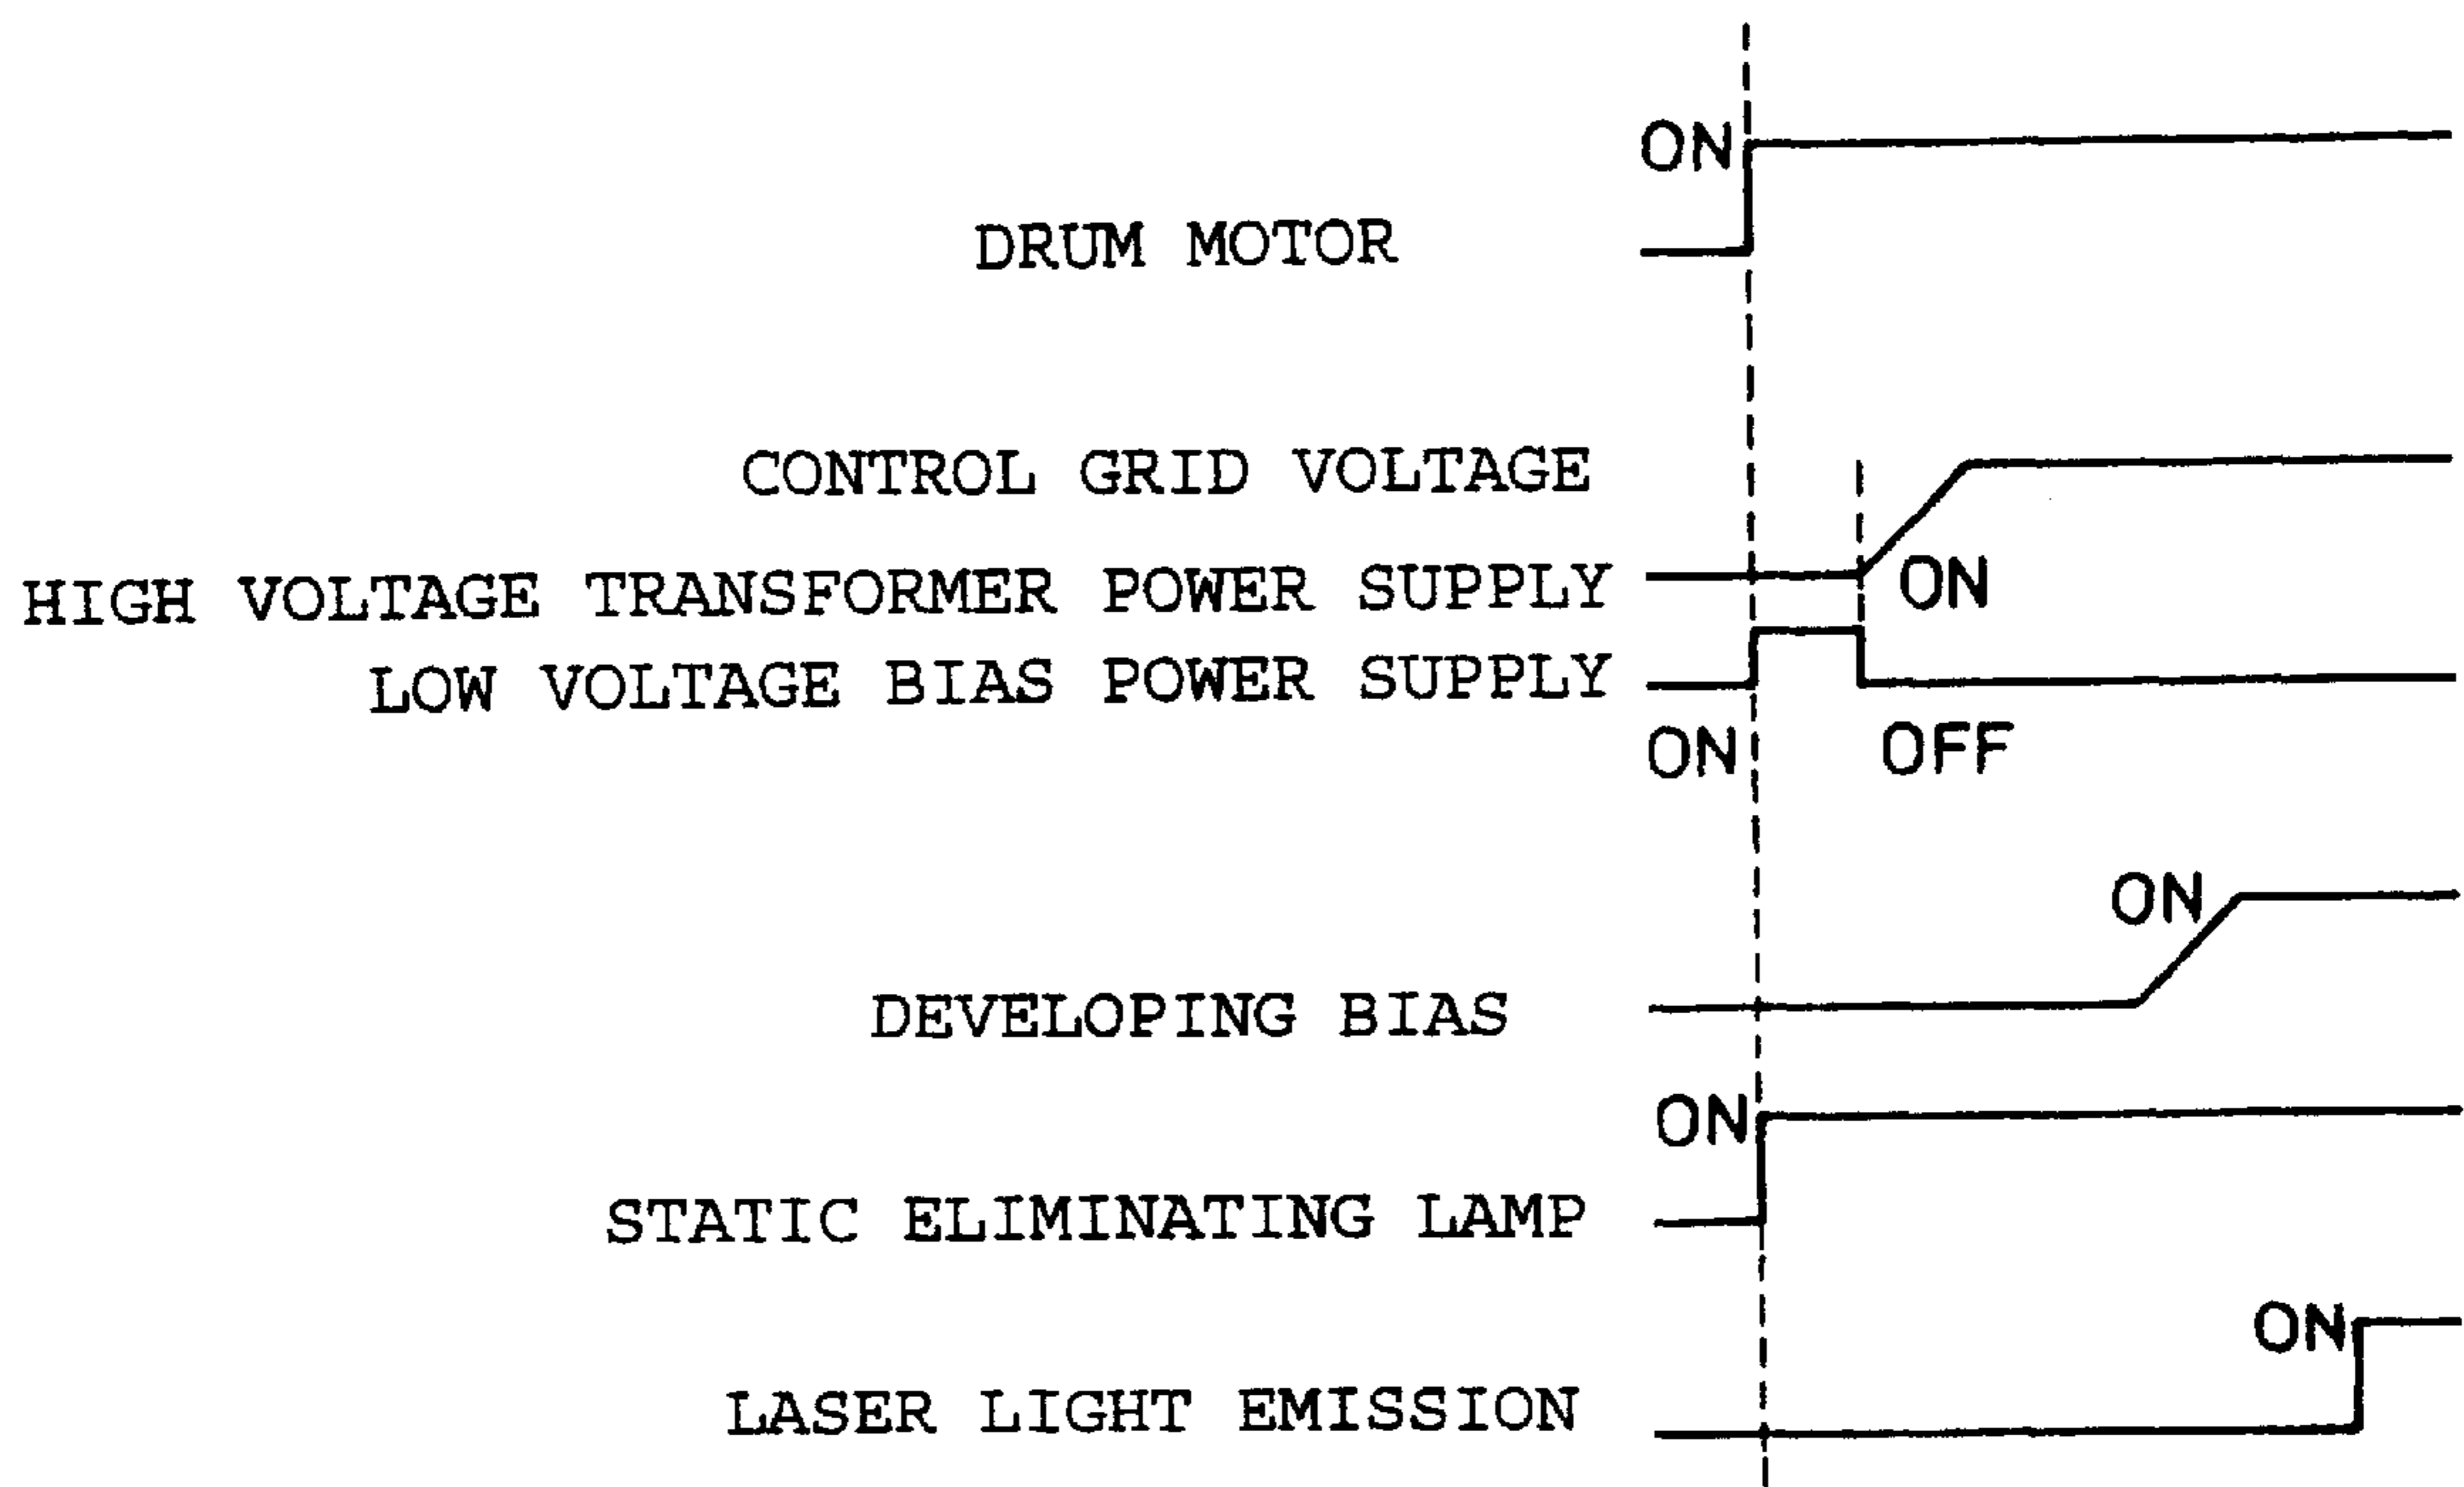 ON
DRUM MOTOR
CONTROL GRID VOLTAGE
HIGH VOLTAGE TRANSFORMER POWER SUPPLY
ON
LOW VOLTAGE BIAS POWER SUPPLY
ON OFF
ON
DEVELOPING BIAS
ON
STATIC ELIMINATING LAMP
ON
LASER LIGHT EMISSION